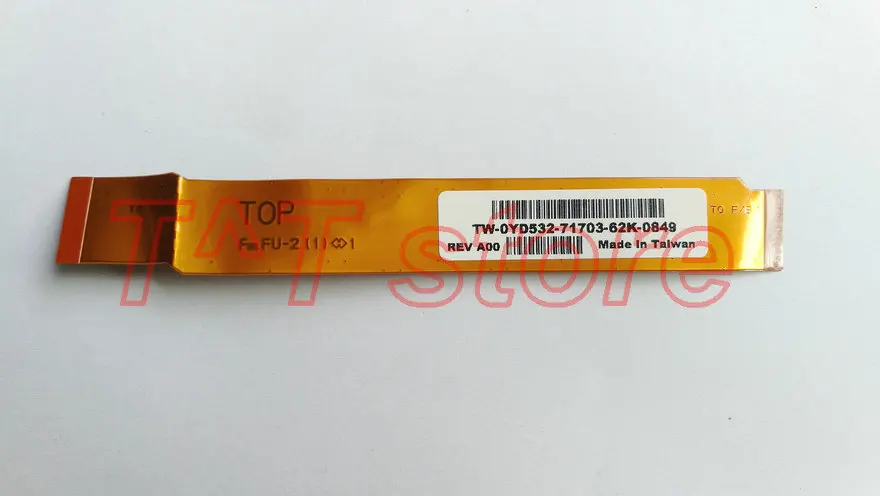 TOP
FU-2 (1) 1
TW-0YD532-71703-62K-0849
REV A00 Made In Taiwan
TO
TAT store